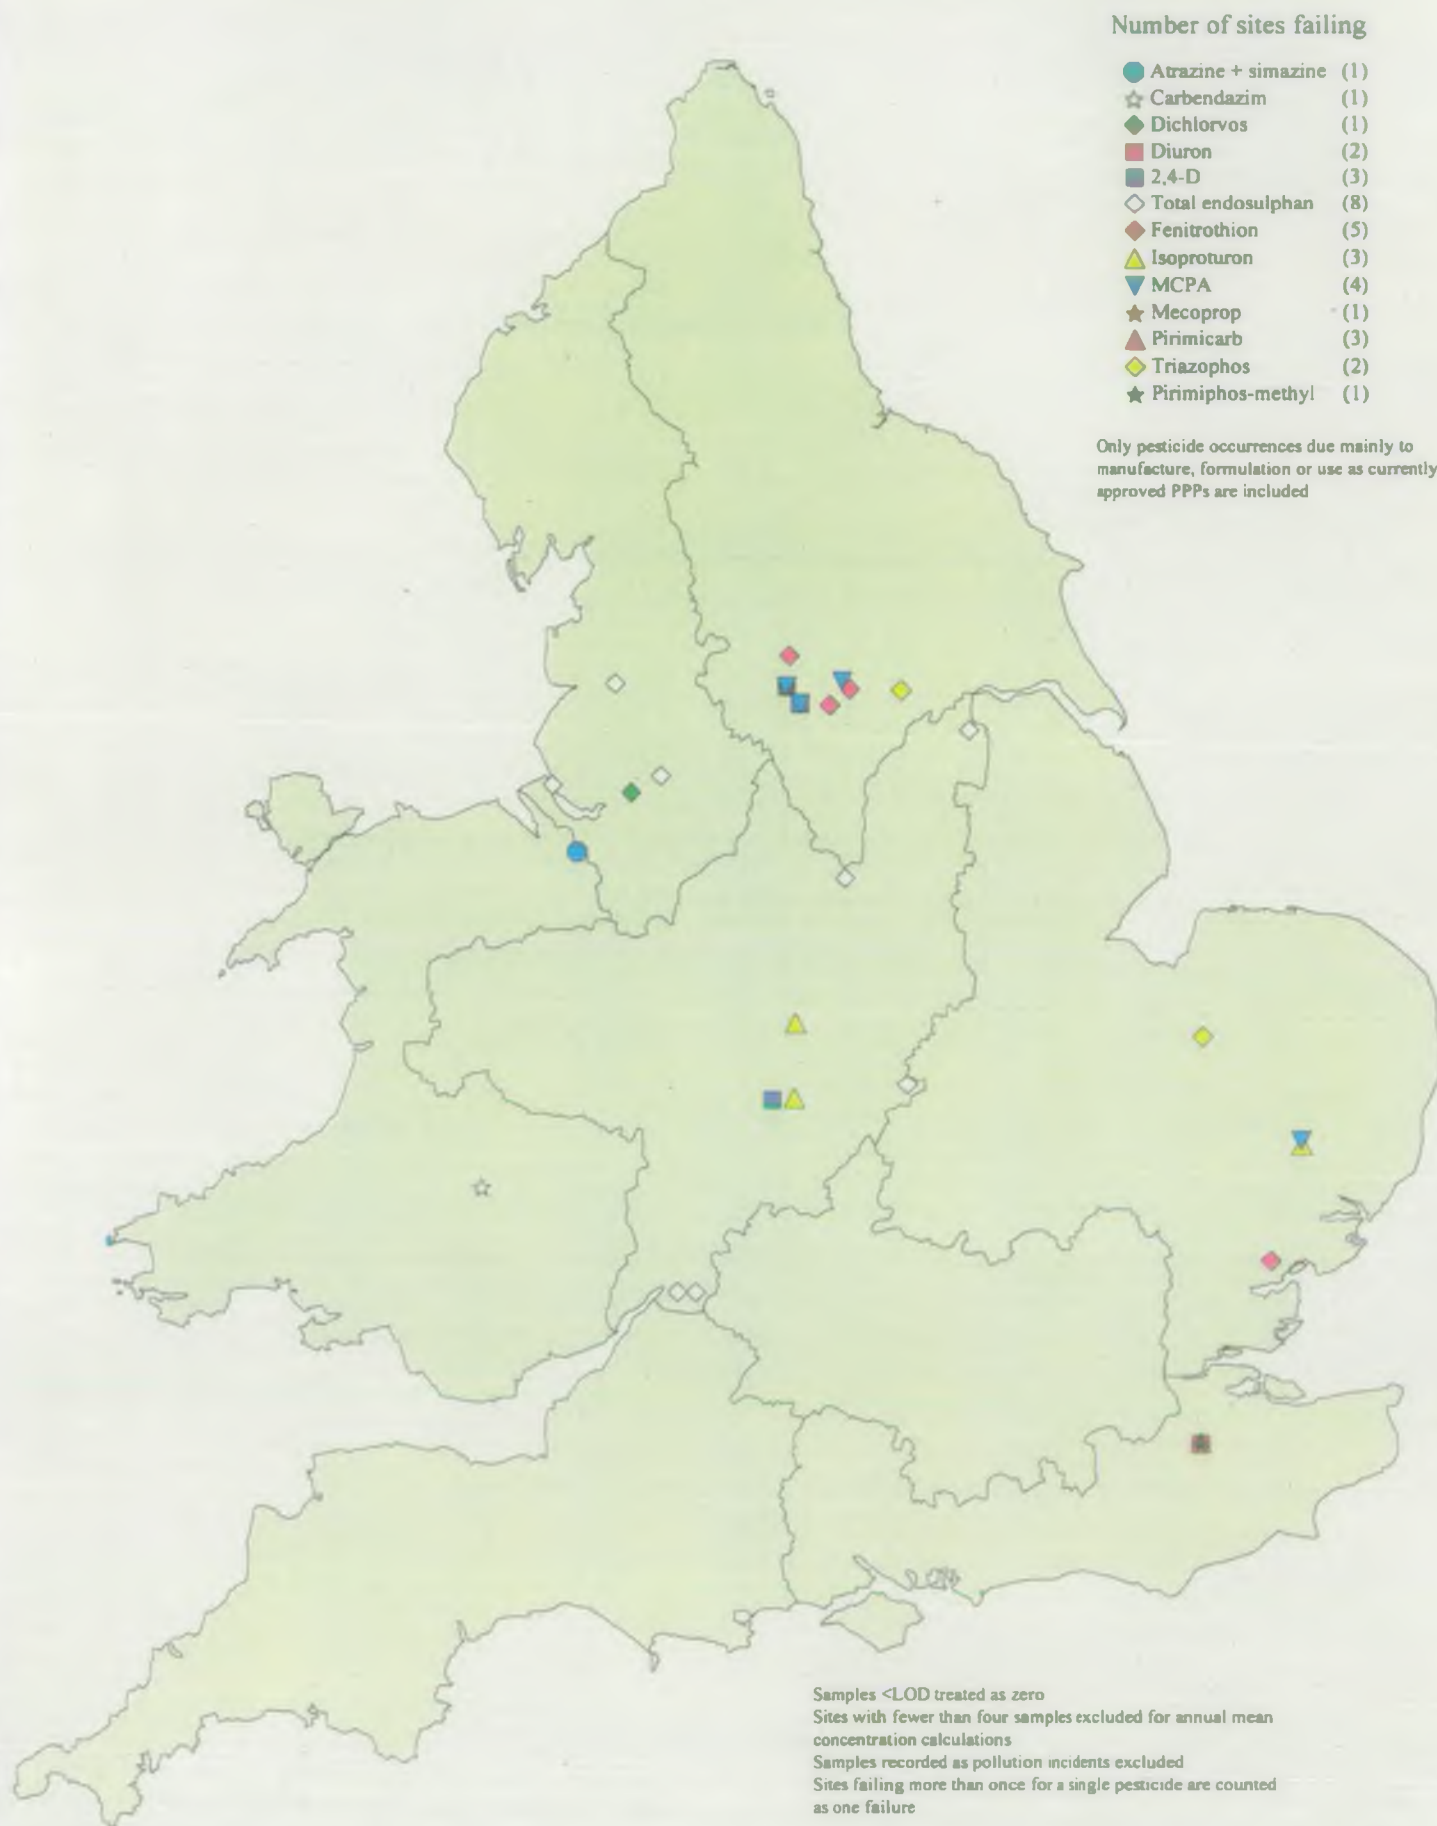 Number of sites failing
Atrazine + simazine (1)
Carbendazim (1)
Dichlorvos (1)
Diuron (2)
2,4-D (3)
Total endosulphan (8)
Fenitrothion (5)
Isoproturon (3)
MCPA (4)
Mecoprop (1)
Pirimicarb (3)
Triazophos (2)
Pirimiphos-methyl (1)
Only pesticide occurrences due mainly to
manufacture, formulation or use as currently
approved PPPs are included
Samples <LOD treated as zero
Sites with fewer than four samples excluded for annual mean
concentration calculations
Samples recorded as pollution incidents excluded
Sites failing more than once for a single pesticide are counted
as one failure